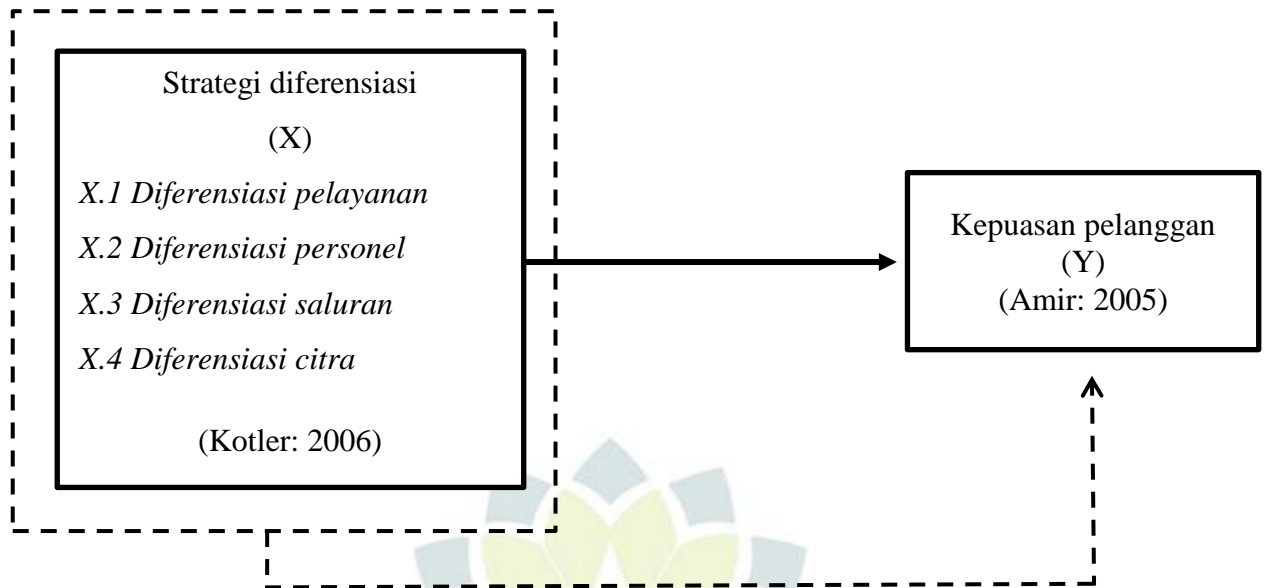 Strategi diferensiasi
(X)
X.1 Diferensiasi pelayanan
X.2 Diferensiasi personel
X.3 Diferensiasi saluran
X.4 Diferensiasi citra
(Kotler: 2006)
Kepuasan pelanggan
(Y)
(Amir: 2005)